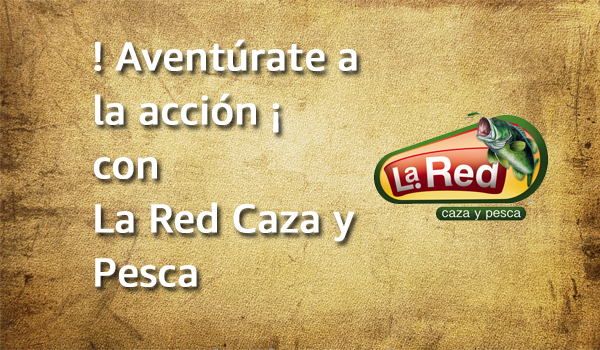 ! Aventúrate a
la acción ¡
con
La Red Caza y
Pesca
La Red
caza y pesca